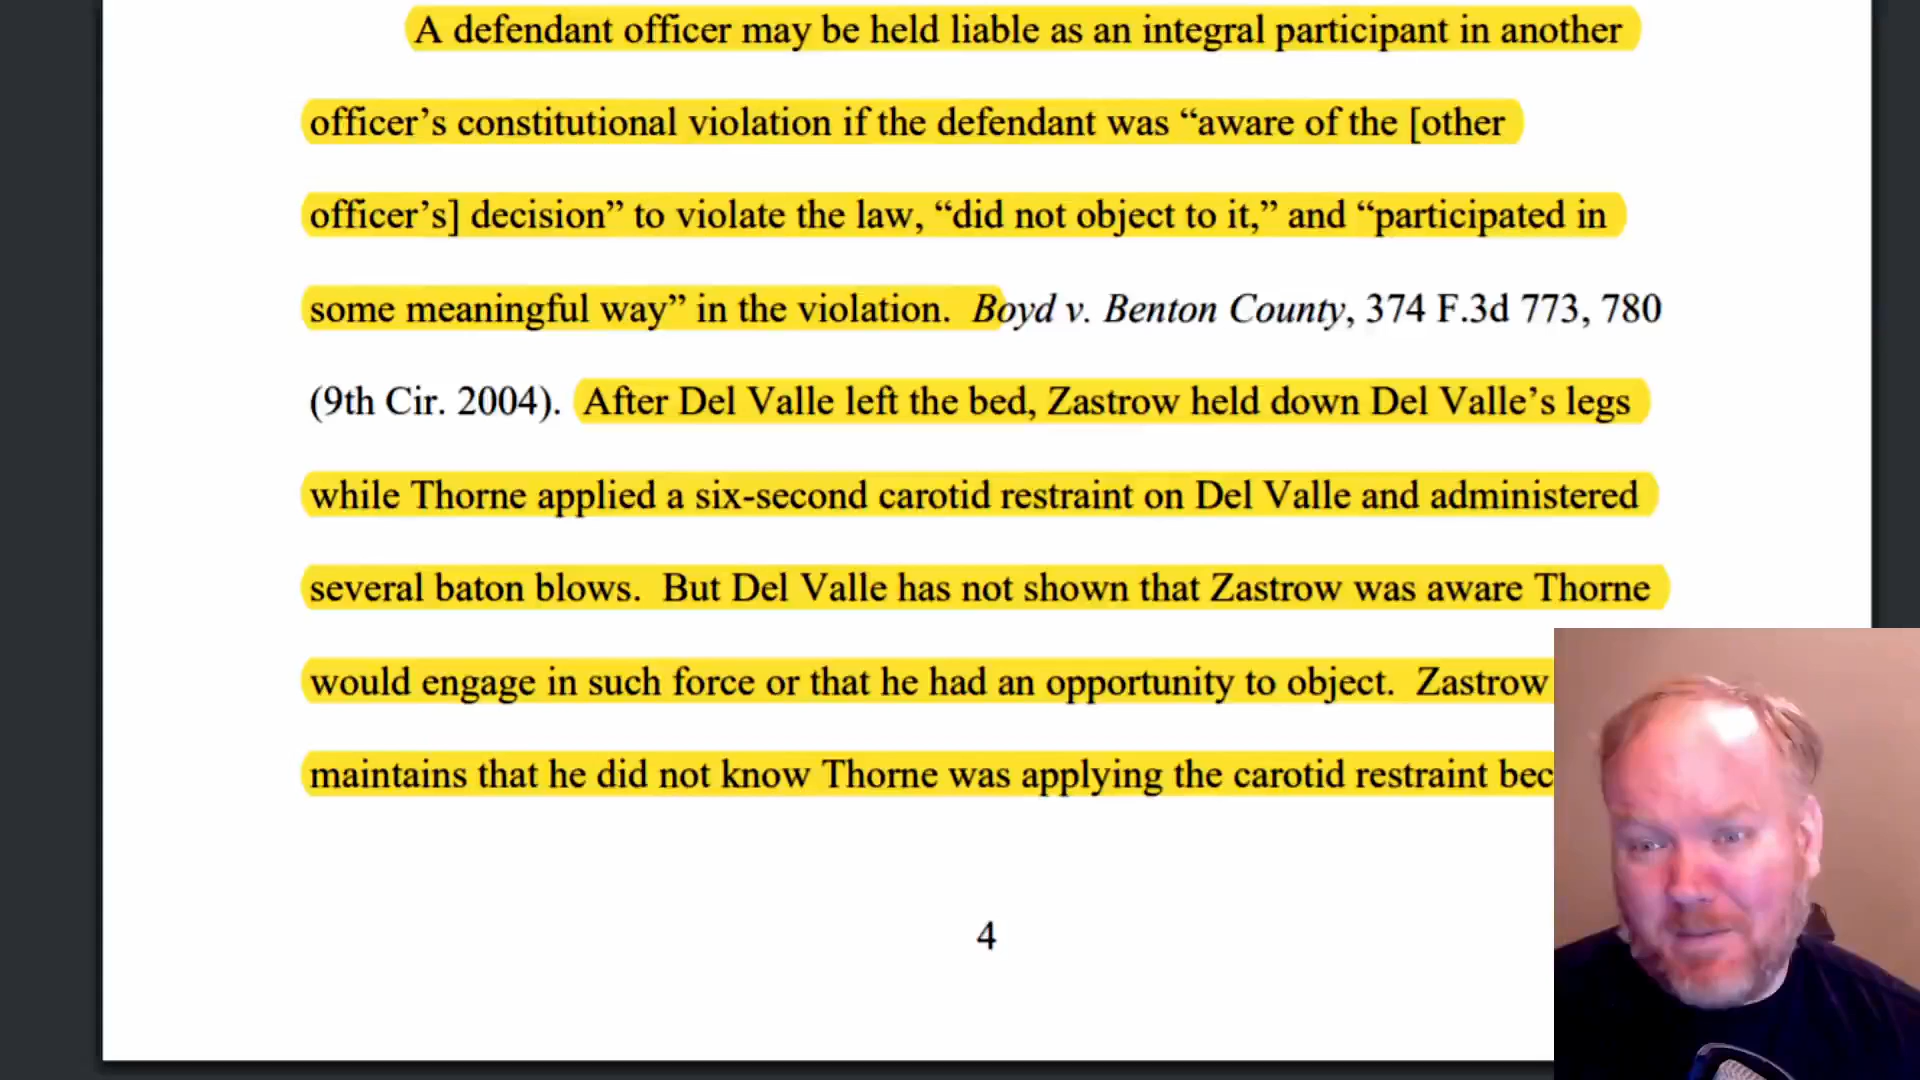 A defendant officer may be held liable as an integral participant in another
officer’s constitutional violation if the defendant was “aware of the [other
officer’s] decision” to violate the law, “did not object to it,” and “participated in
some meaningful way” in the violation. Boyd v. Benton County, 374 F.3d 773, 780
(9th Cir. 2004). After Del Valle left the bed, Zastrow held down Del Valle’s legs
while Thorne applied a six-second carotid restraint on Del Valle and administered
several baton blows. But Del Valle has not shown that Zastrow was aware Thorne
would engage in such force or that he had an opportunity to object. Zastrow
maintains that he did not know Thorne was applying the carotid restraint bec
4